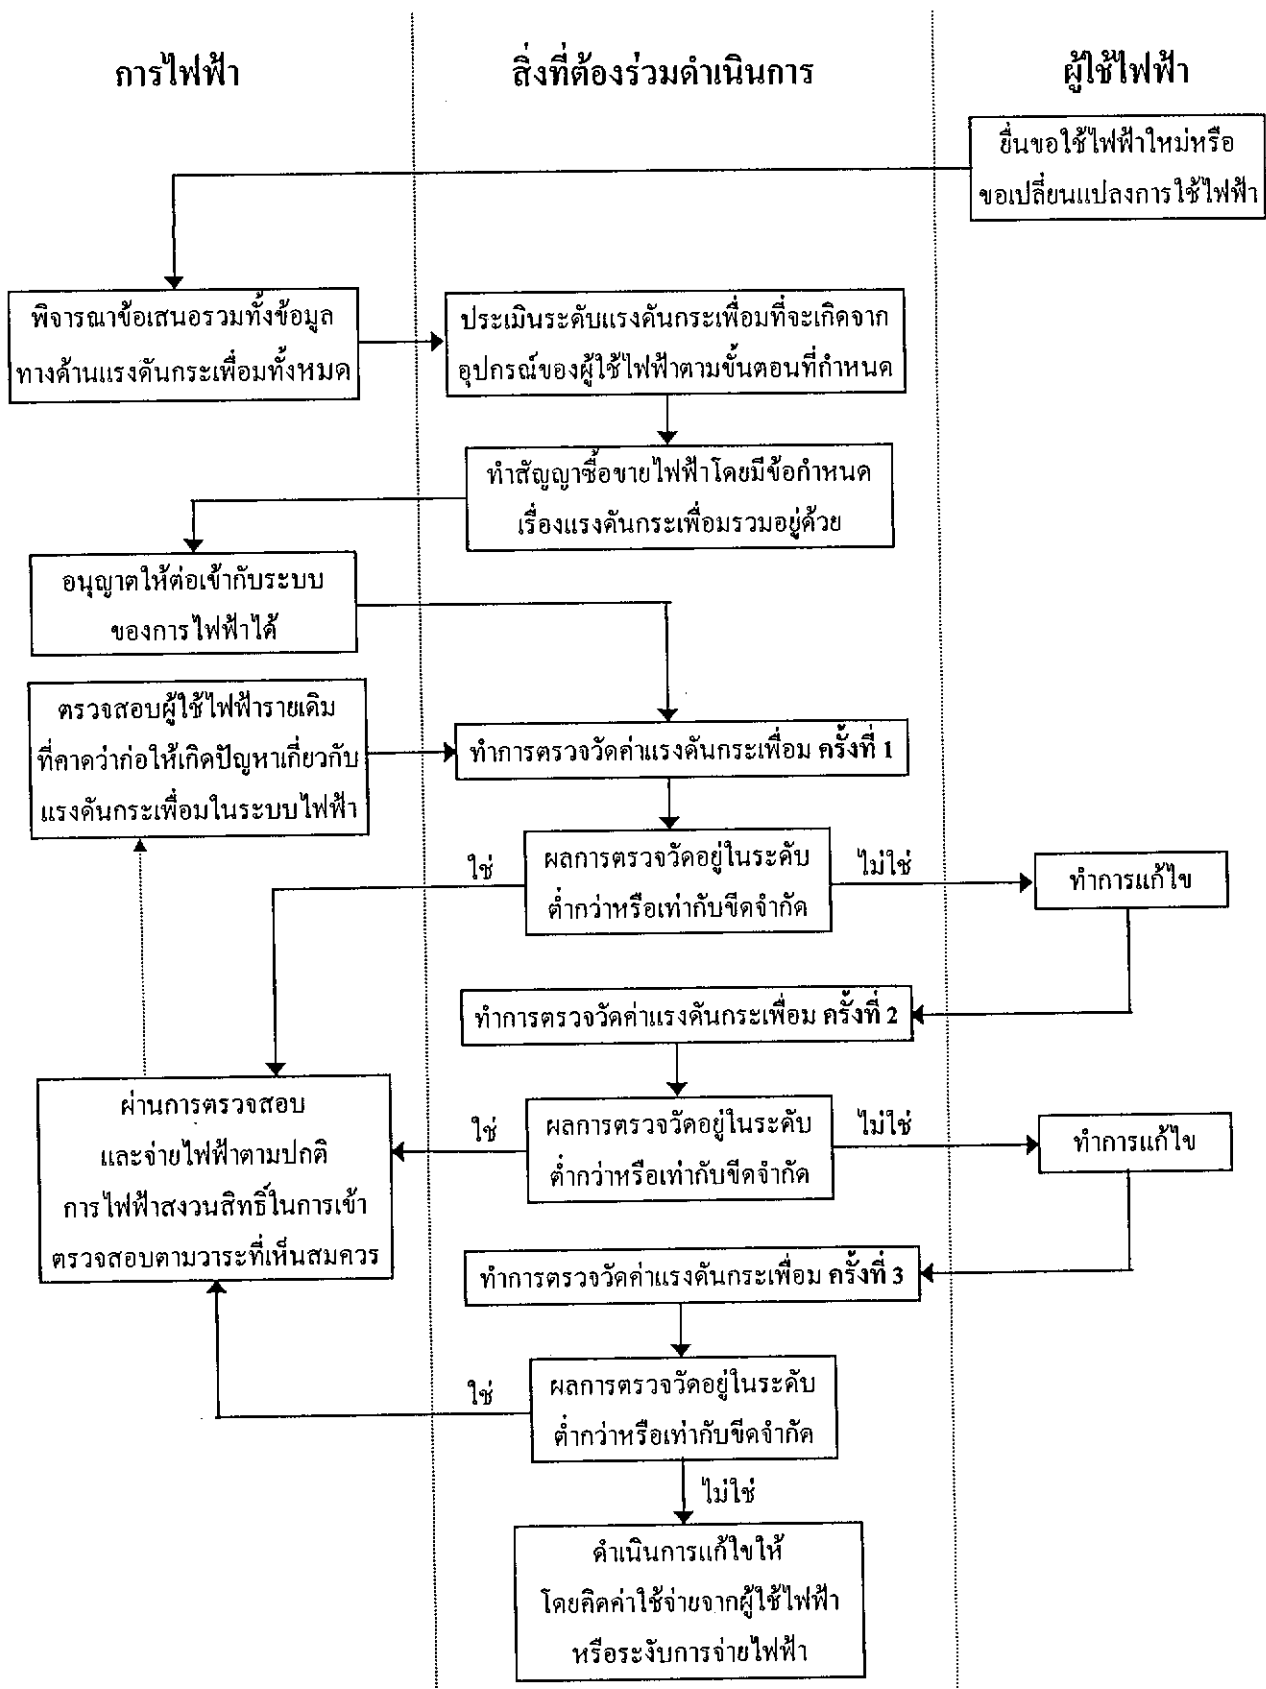 การไฟฟ้า
สิ่งที่ต้องร่วมดำเนินการ
ผู้ใช้ไฟฟ้า
ยื่นขอใช้ไฟฟ้าใหม่หรือ
ขอเปลี่ยนแปลงการใช้ไฟฟ้า
พิจารณาข้อเสนอรวมทั้งข้อมูล
ทางด้านแรงดันกระเพื่อมทั้งหมด
ประเมินระดับแรงดันกระเพื่อมที่จะเกิดจาก
อุปกรณ์ของผู้ใช้ไฟฟ้าตามขั้นตอนที่กำหนด
ทำสัญญาซื้อขายไฟฟ้าโดยมีข้อกำหนด
เรื่องแรงดันกระเพื่อมรวมอยู่ด้วย
อนุญาตให้ต่อเข้ากับระบบ
ของการไฟฟ้าได้
ตรวจสอบผู้ใช้ไฟฟ้ารายเดิม
ที่คาดว่าก่อให้เกิดปัญหาเกี่ยวกับ
แรงดันกระเพื่อมในระบบไฟฟ้า
ทำการตรวจวัดค่าแรงดันกระเพื่อม ครั้งที่ 1
ใช่
ผลการตรวจวัดอยู่ในระดับ
ต่ำกว่าหรือเท่ากับขีดจำกัด
ไม่ใช่
ทำการแก้ไข
ทำการตรวจวัดค่าแรงดันกระเพื่อม ครั้งที่ 2
ผ่านการตรวจสอบ
และจ่ายไฟฟ้าตามปกติ
การไฟฟ้าสงวนสิทธิ์ในการเข้า
ตรวจสอบตามวาระที่เห็นสมควร
ใช่
ผลการตรวจวัดอยู่ในระดับ
ต่ำกว่าหรือเท่ากับขีดจำกัด
ไม่ใช่
ทำการแก้ไข
ทำการตรวจวัดค่าแรงดันกระเพื่อม ครั้งที่ 3
ใช่
ผลการตรวจวัดอยู่ในระดับ
ต่ำกว่าหรือเท่ากับขีดจำกัด
ไม่ใช่
ดำเนินการแก้ไขให้
โดยคิดค่าใช้จ่ายจากผู้ใช้ไฟฟ้า
หรือระงับการจ่ายไฟฟ้า